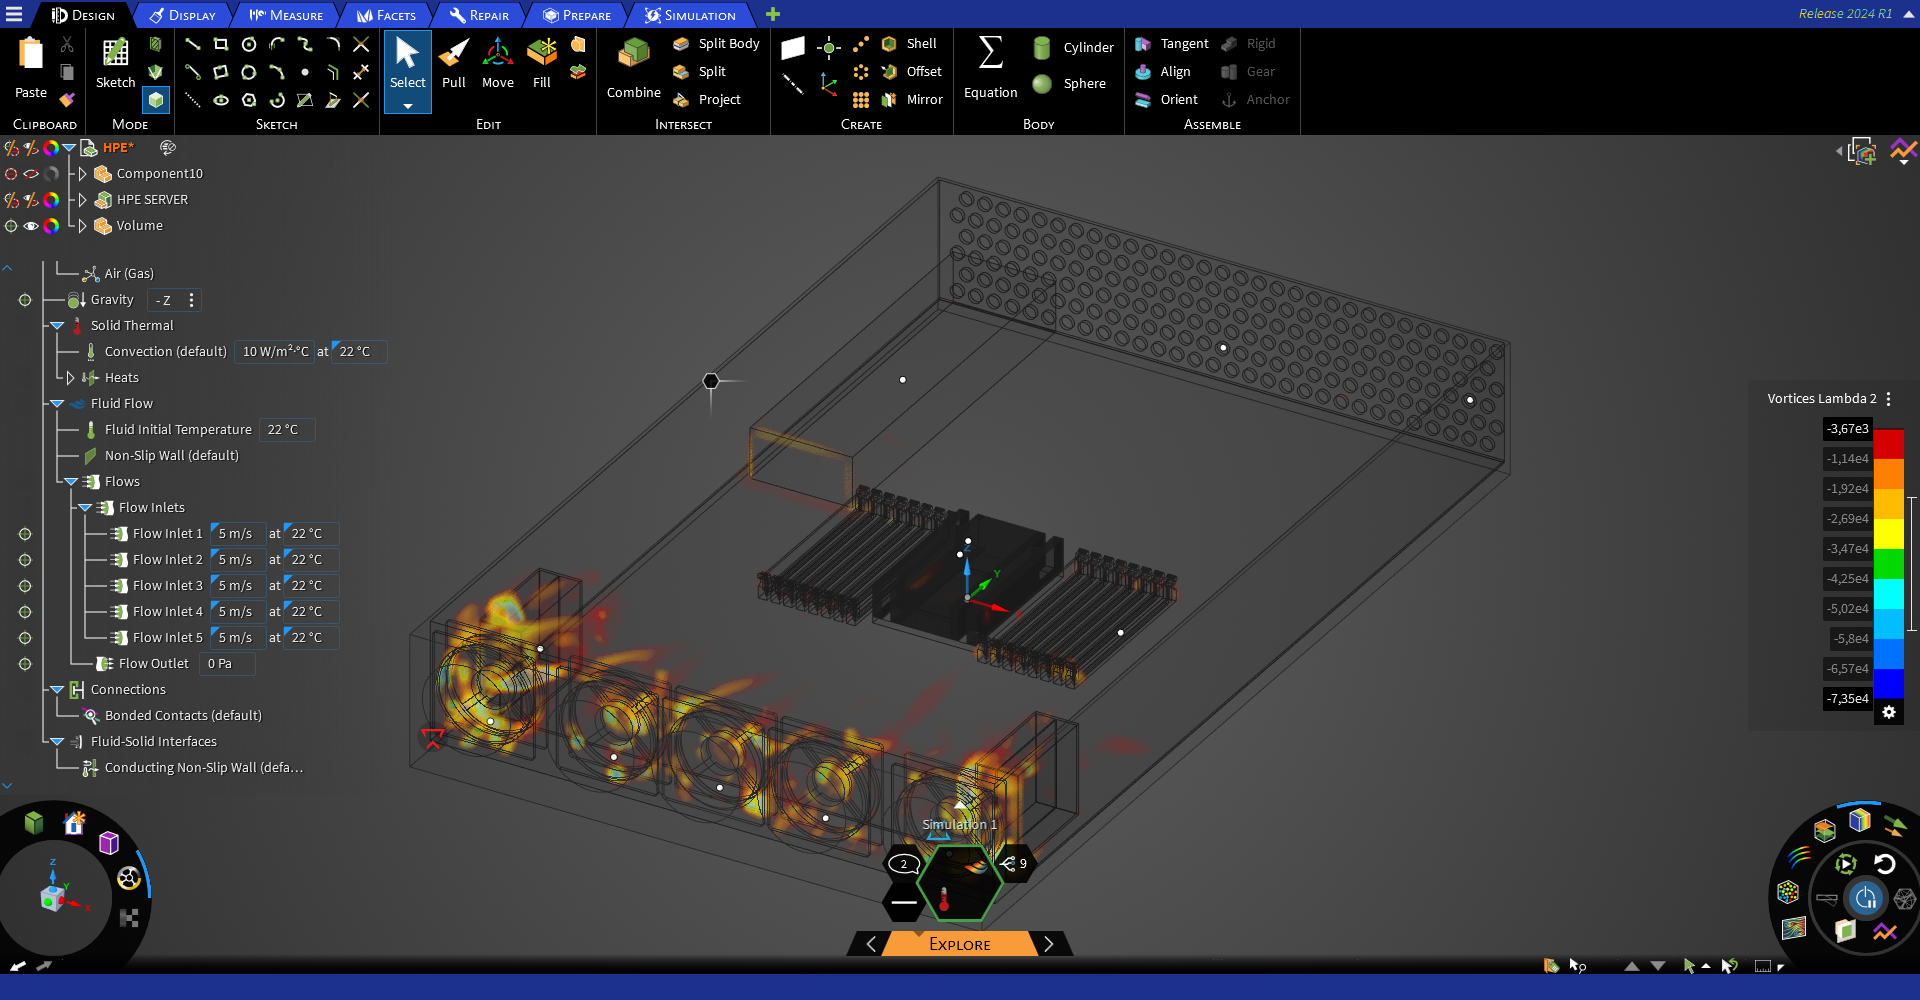 Design
Display
Measure
Facets
Repair
Prepare
Simulation
Release 2024 R1
Paste
Clipboard
Sketch
Mode
Sketch
Select
Pull
Move
Fill
Edit
Combine
Split Body
Split
Project
Intersect
Shell
Offset
Mirror
Create
Equation
Cylinder
Sphere
Body
Tangent
Align
Orient
Rigid
Gear
Anchor
Assemble
HPE*
Component10
HPE SERVER
Volume
Air (Gas)
Gravity - Z
Solid Thermal
Convection (default) 10 W/m²·°C at 22 °C
Heats
Fluid Flow
Fluid Initial Temperature 22 °C
Non-Slip Wall (default)
Flows
Flow Inlets
Flow Inlet 1 5 m/s at 22 °C
Flow Inlet 2 5 m/s at 22 °C
Flow Inlet 3 5 m/s at 22 °C
Flow Inlet 4 5 m/s at 22 °C
Flow Inlet 5 5 m/s at 22 °C
Flow Outlet 0 Pa
Connections
Bonded Contacts (default)
Fluid-Solid Interfaces
Conducting Non-Slip Wall (defa...
Z
Y
X
Vortices Lambda 2
-3,67e3
-1,14e4
-1,92e4
-2,69e4
-3,47e4
-4,25e4
-5,02e4
-5,8e4
-6,57e4
-7,35e4
Simulation 1
2
9
Explore
Z
Y
X